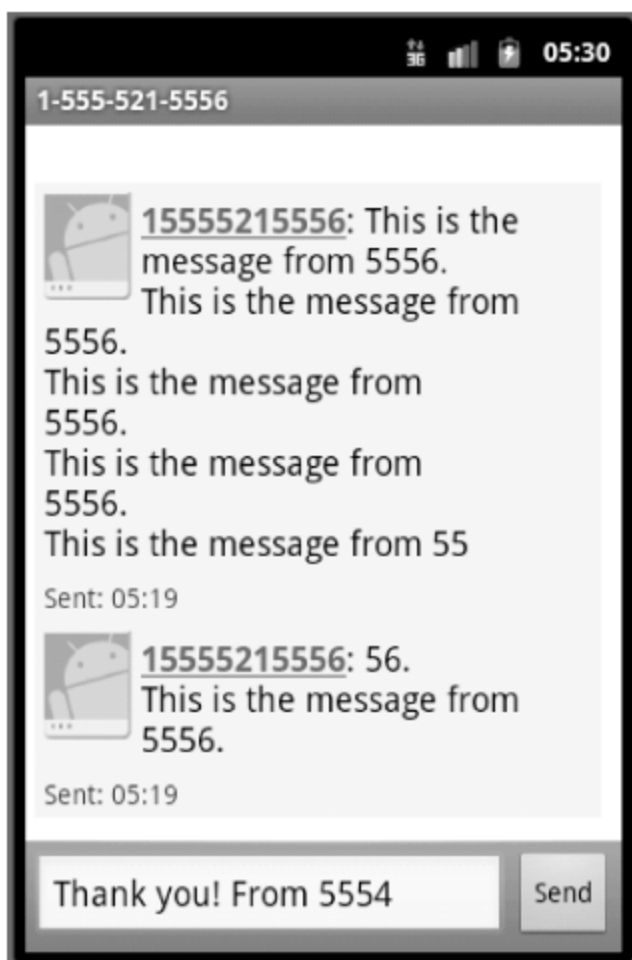 3G 05:30
1-555-521-5556
15555215556: This is the
message from 5556.
This is the message from
5556.
This is the message from
5556.
This is the message from
5556.
This is the message from 55
Sent: 05:19
15555215556: 56.
This is the message from
5556.
Sent: 05:19
Thank you! From 5554
Send